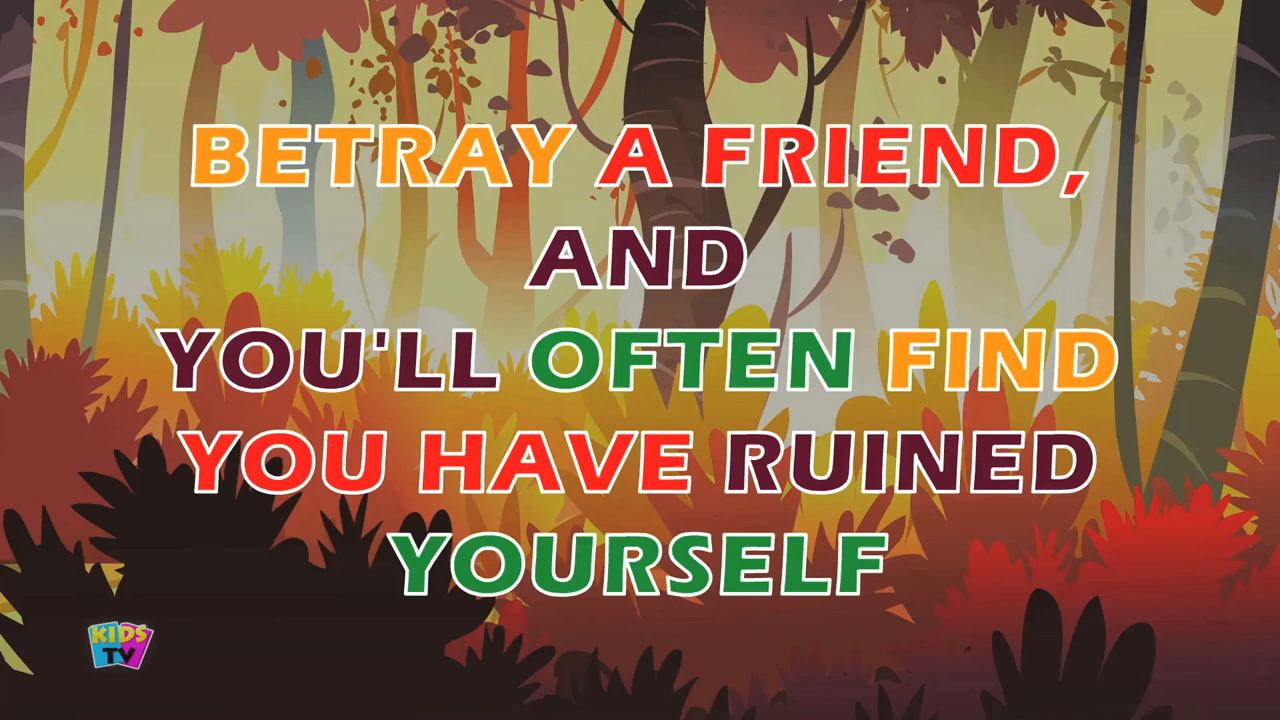 BETRAY A FRIEND,
AND
YOU'LL OFTEN FIND
YOU HAVE RUINED
YOURSELF
KIDS
TV